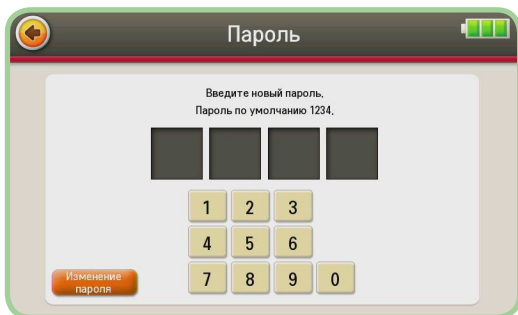 Пароль
Введите новый пароль,
Пароль по умолчанию 1234,
1 2 3
4 5 6
7 8 9 0
Изменение
пароля